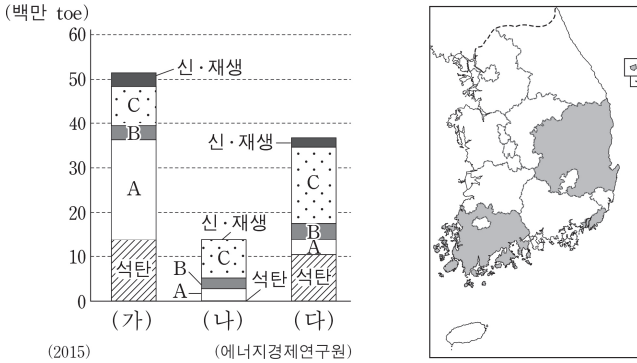 (백만 toe)
60
50
40
30
20
10
0
신·재생
C
B
A
석탄
신·재생
C
B
A
석탄
신·재생
C
B
A
석탄
(가)
(나)
(다)
(2015)
(에너지경제연구원)